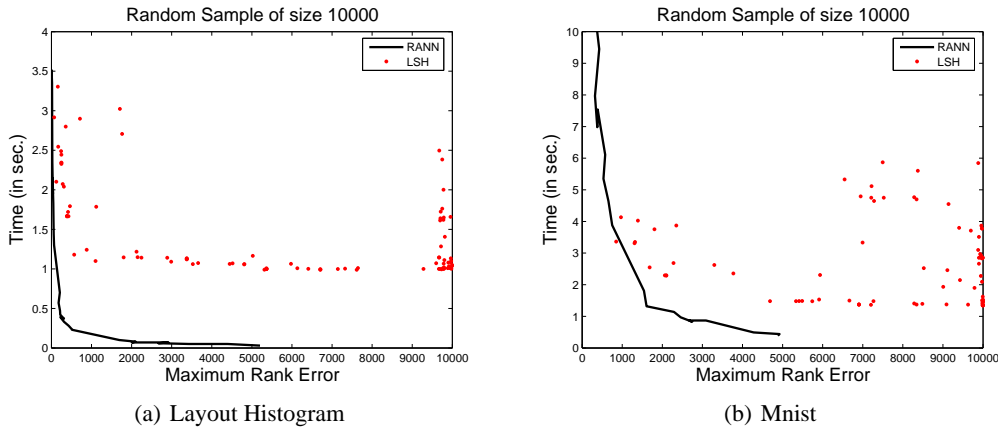 Random Sample of size 10000
Time (in sec.)
4
3.5
3
2.5
2
1.5
1
0.5
0
RANN
LSH
0 1000 2000 3000 4000 5000 6000 7000 8000 9000 10000
Maximum Rank Error
(a) Layout Histogram
Random Sample of size 10000
Time (in sec.)
10
9
8
7
6
5
4
3
2
1
0
RANN
LSH
0 1000 2000 3000 4000 5000 6000 7000 8000 9000 10000
Maximum Rank Error
(b) Mnist